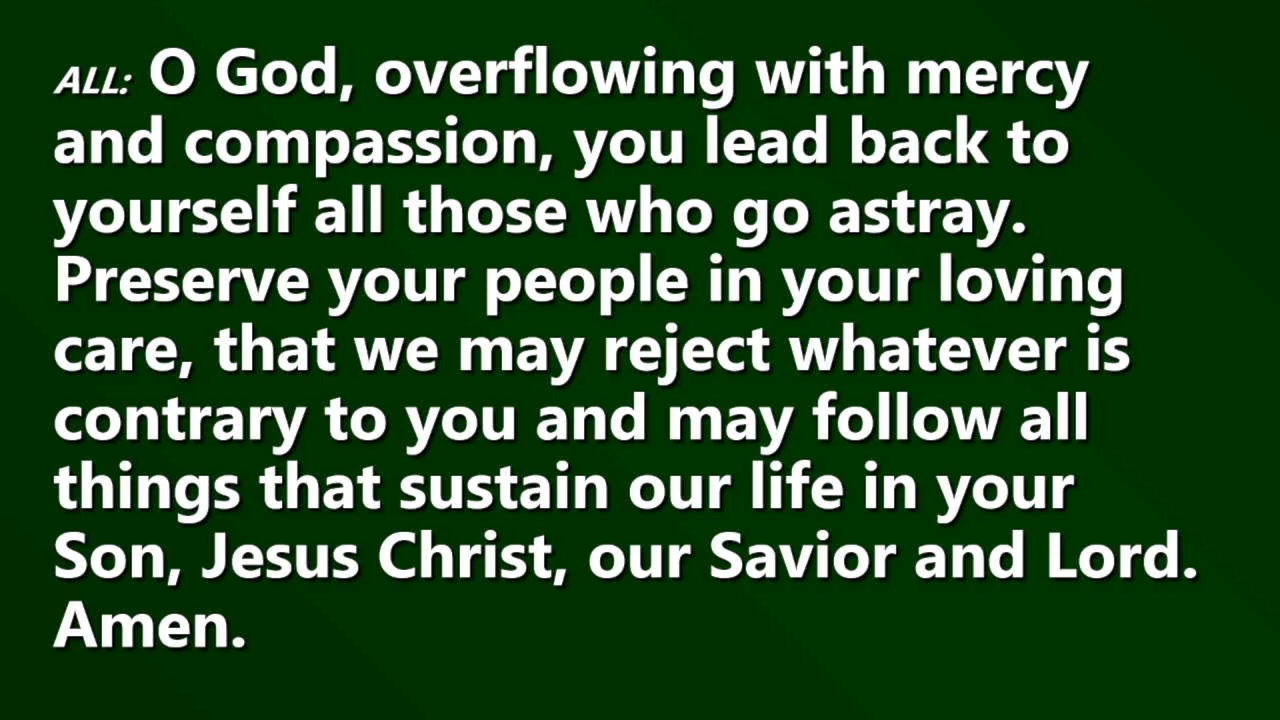 ALL: O God, overflowing with mercy
and compassion, you lead back to
yourself all those who go astray.
Preserve your people in your loving
care, that we may reject whatever is
contrary to you and may follow all
things that sustain our life in your
Son, Jesus Christ, our Savior and Lord.
Amen.